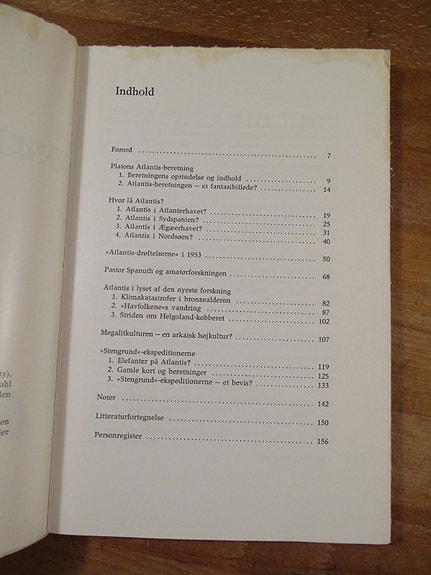 Indhold
Forord ........ 7
Platons Atlantis-beretning
1. Beretningens oprindelse og indhold ........ 9
2. Atlantis-beretningen — et fantasibillede? ........ 14
Hvor lå Atlantis?
1. Atlantis i Atlanterhavet? ........ 19
2. Atlantis i Sydspanien? ........ 25
3. Atlantis i Ægæerhavet? ........ 31
4. Atlantis i Nordsøen? ........ 40
»Atlantis-drøftelserne« i 1953 ........ 50
Pastor Spanuth og amatørforskningen ........ 68
Atlantis i lyset af den nyeste forskning
1. Klimakatastrofer i bronzealderen ........ 82
2. »Havfolkene«s vandring ........ 87
3. Striden om Helgoland-kobberet ........ 102
Megalitkulturen — en arkaisk højkultur? ........ 107
»Stengrund«-ekspeditionerne
1. Elefanter på Atlantis? ........ 119
2. Gamle kort og beretninger ........ 125
3. »Stengrund«-ekspeditionerne — et bevis? ........ 133
Noter ........ 142
Litteraturfortegnelse ........ 150
Personregister ........ 156